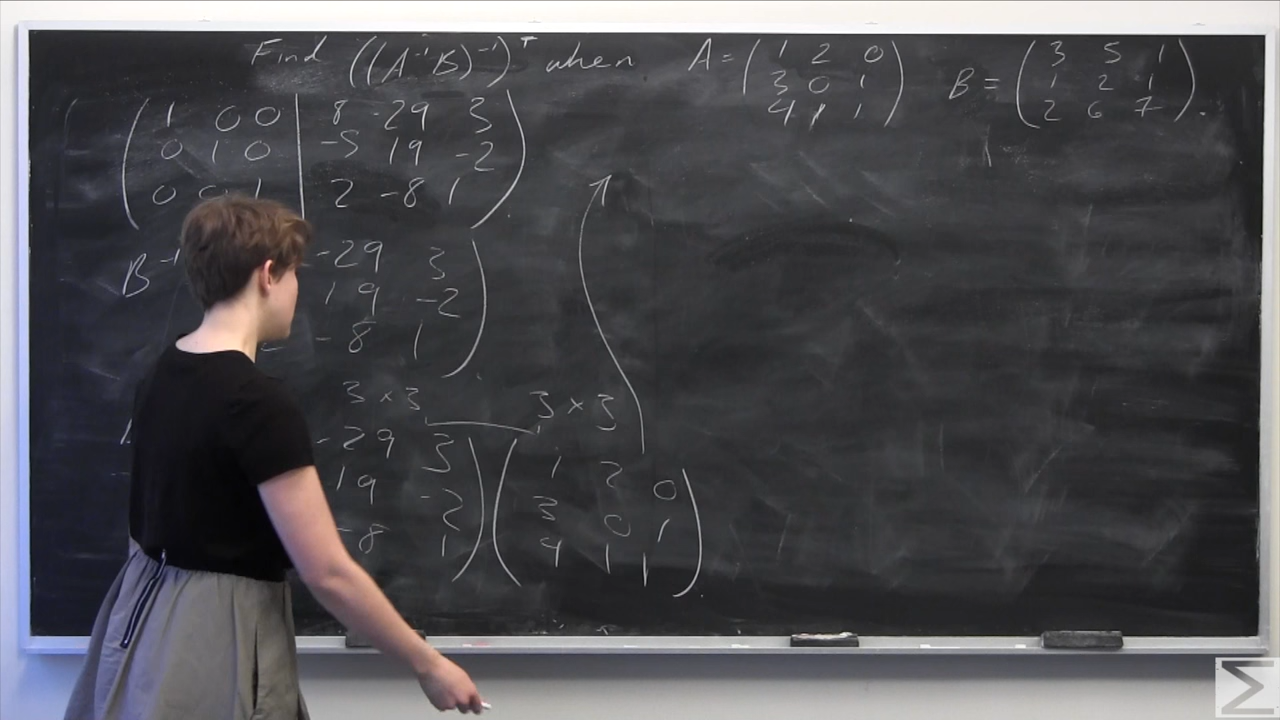 Find ((A⁻¹B)⁻¹)ᵀ when A = ( 1 2 0
3 0 1
4 1 1 ) B = ( 3 5 1
1 2 1
2 6 7 ).
( 1 0 0 | 8 -29 3
0 1 0 | -5 19 -2
0 0 1 | 2 -8 1 )
B⁻¹ -29 3
19 -2
-8 1 )
3 × 3 3 × 3
-29 3 ) ( 1 2 0
19 -2 3 0 1
-8 1 4 1 1 )
Σ